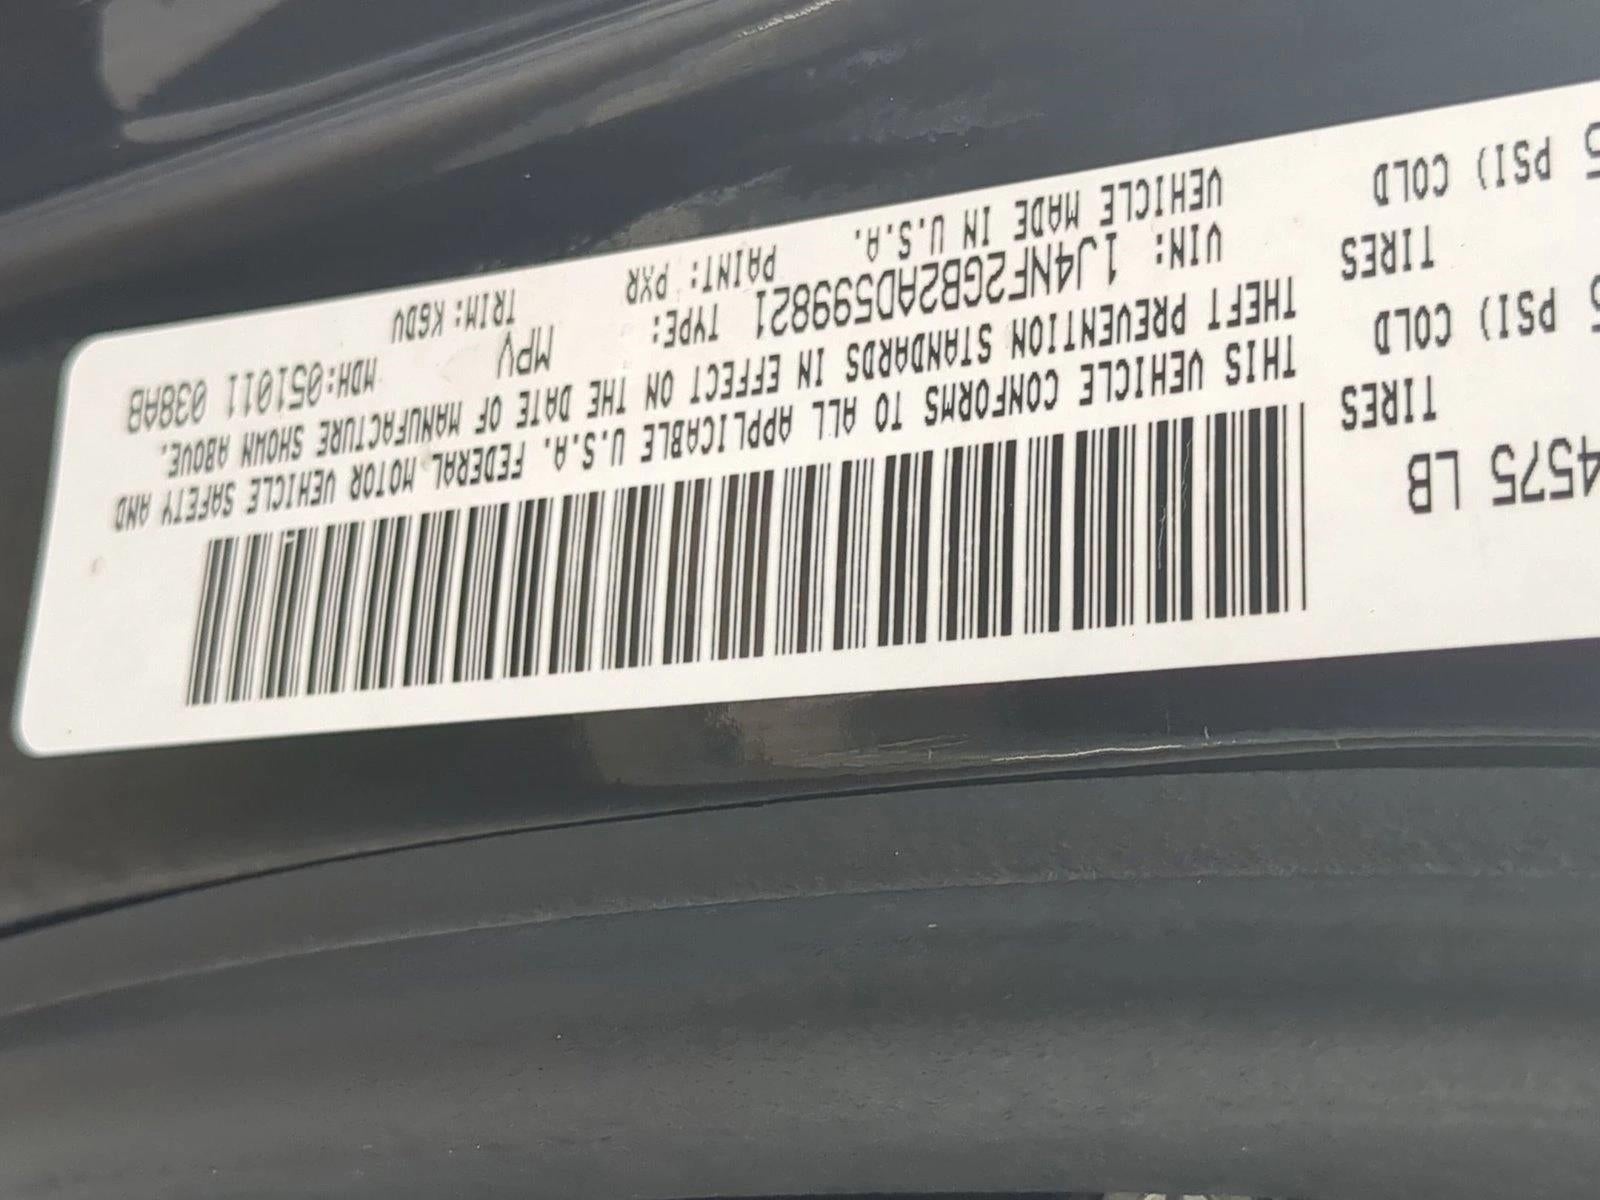 4575 LB
TIRES
5 PSI) COLD
TIRES
5 PSI) COLD
THIS VEHICLE CONFORMS TO ALL APPLICABLE U.S.A. FEDERAL MOTOR VEHICLE SAFETY AND
THEFT PREVENTION STANDARDS IN EFFECT ON THE DATE OF MANUFACTURE SHOWN ABOVE.
VIN: 1J4NF2GB2AD599821 TYPE: MPV MDH:051011 038AB
VEHICLE MADE IN U.S.A. PAINT: PXR TRIM: K6DV